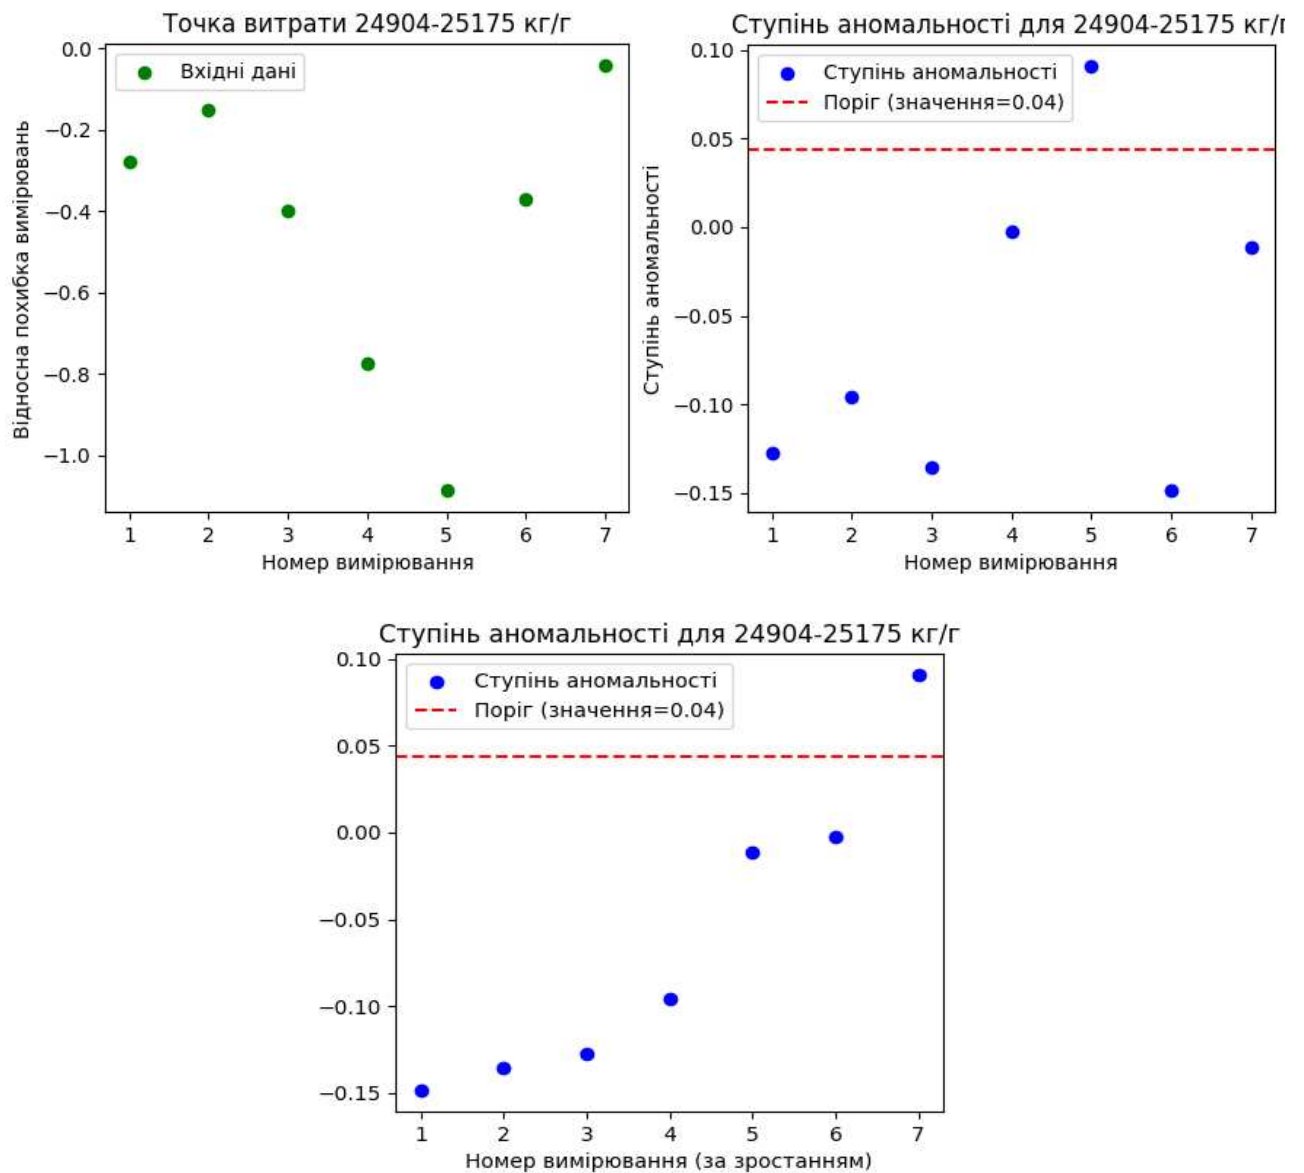 Точка витрати 24904-25175 кг/г
Вхідні дані
0.0
−0.2
−0.4
−0.6
−0.8
−1.0
Відносна похибка вимірювань
1 2 3 4 5 6 7
Номер вимірювання
Ступінь аномальності для 24904-25175 кг/г
Ступінь аномальності
Поріг (значення=0.04)
0.10
0.05
0.00
−0.05
−0.10
−0.15
Ступінь аномальності
1 2 3 4 5 6 7
Номер вимірювання
Ступінь аномальності для 24904-25175 кг/г
Ступінь аномальності
Поріг (значення=0.04)
0.10
0.05
0.00
−0.05
−0.10
−0.15
1 2 3 4 5 6 7
Номер вимірювання (за зростанням)